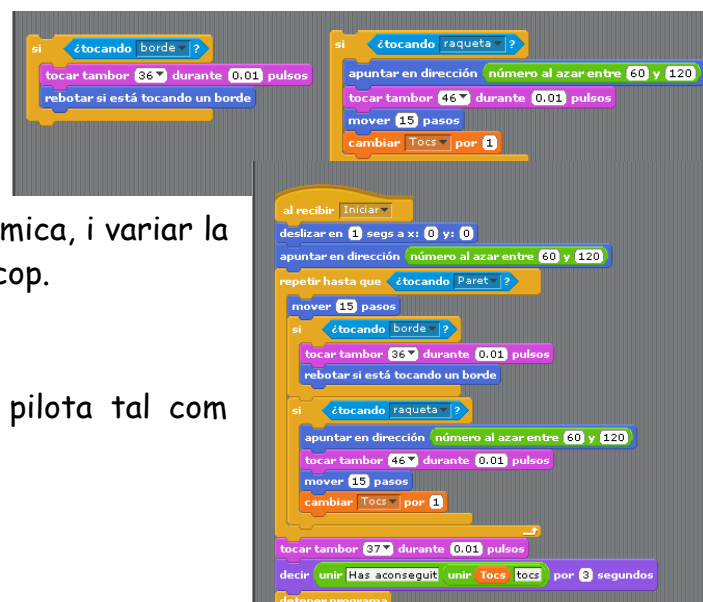 si ¿tocando borde ?
tocar tambor 36 durante 0.01 pulsos
rebotar si está tocando un borde
si ¿tocando raqueta ?
apuntar en dirección número al azar entre 60 y 120
tocar tambor 46 durante 0.01 pulsos
mover 15 pasos
cambiar Tocs por 1
mica, i variar la
cop.
pilota tal com
al recibir Iniciar
deslizar en 1 segs a x: 0 y: 0
apuntar en dirección número al azar entre 60 y 120
repetir hasta que ¿tocando Paret ?
mover 15 pasos
si ¿tocando borde ?
tocar tambor 36 durante 0.01 pulsos
rebotar si está tocando un borde
si ¿tocando raqueta ?
apuntar en dirección número al azar entre 60 y 120
tocar tambor 46 durante 0.01 pulsos
mover 15 pasos
cambiar Tocs por 1
tocar tambor 37 durante 0.01 pulsos
decir unir Has aconseguit unir Tocs tocs por 3 segundos
detener programa